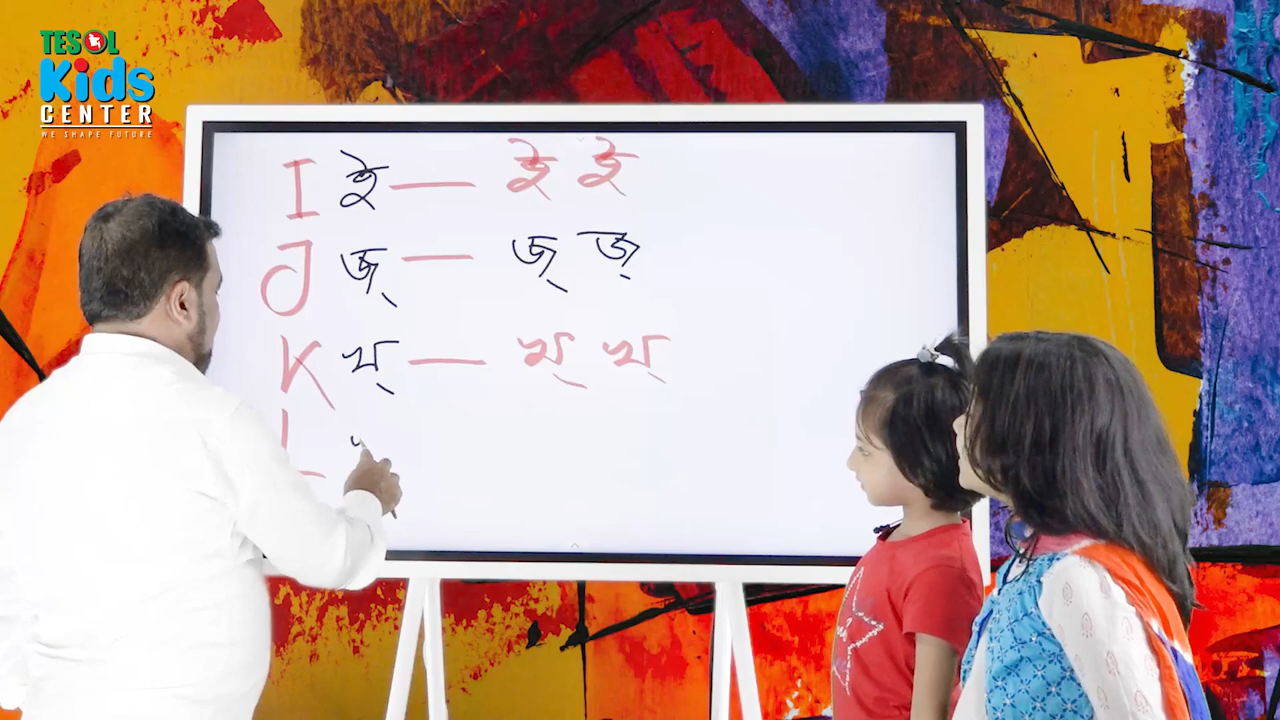 TESOL
Kids
CENTER
WE SHAPE FUTURE
I ই — ই ই
J জ্ — জ্ জ্
K খ্ — খ্ খ্
L